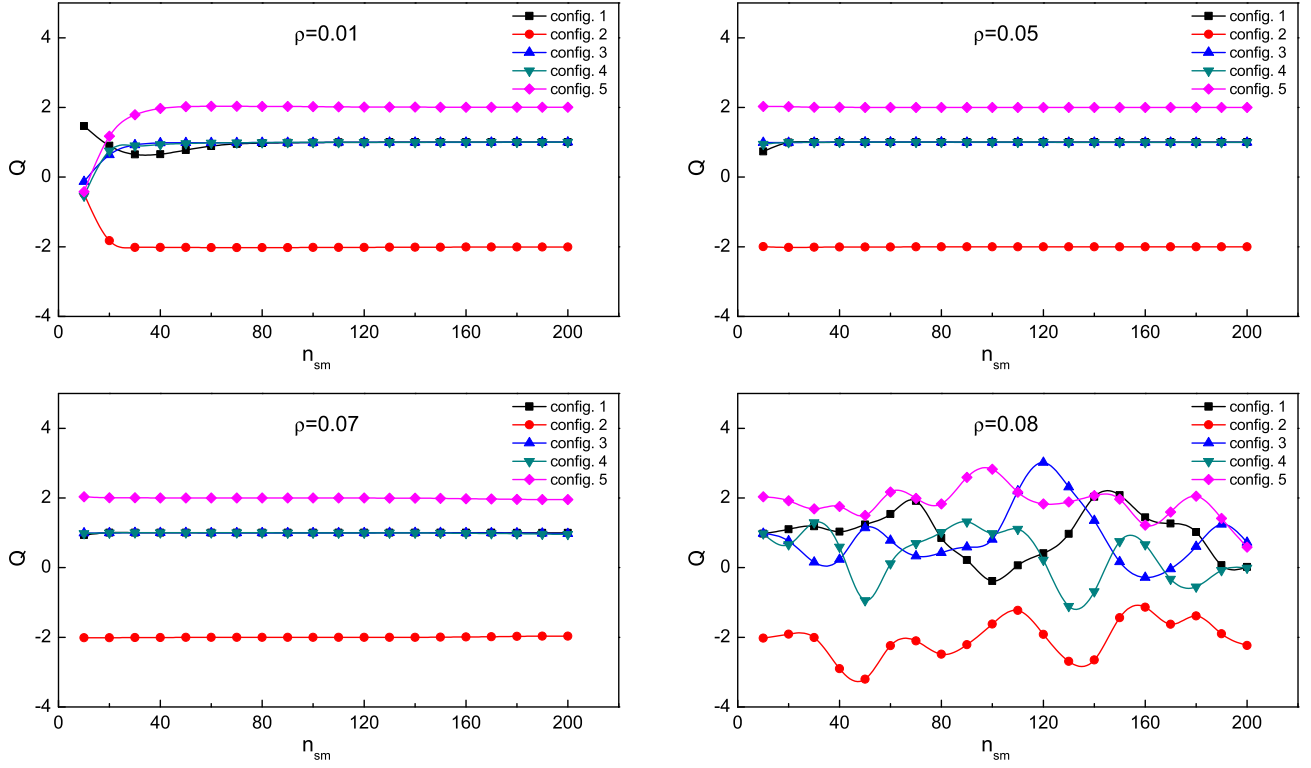 config. 1
config. 2
config. 3
config. 4
config. 5
ρ=0.01
4
2
0
-2
-4
Q
0 40 80 120 160 200
n_sm
config. 1
config. 2
config. 3
config. 4
config. 5
ρ=0.05
4
2
0
-2
-4
Q
0 40 80 120 160 200
n_sm
config. 1
config. 2
config. 3
config. 4
config. 5
ρ=0.07
4
2
0
-2
-4
Q
0 40 80 120 160 200
n_sm
config. 1
config. 2
config. 3
config. 4
config. 5
ρ=0.08
4
2
0
-2
-4
Q
0 40 80 120 160 200
n_sm